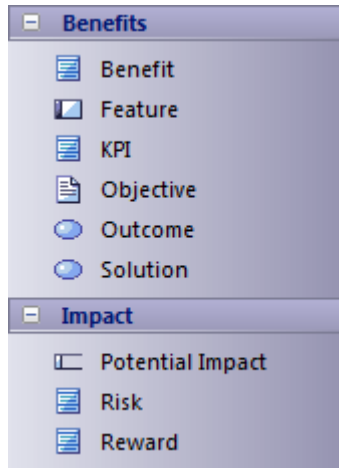 Benefits
Benefit
Feature
KPI
Objective
Outcome
Solution
Impact
Potential Impact
Risk
Reward